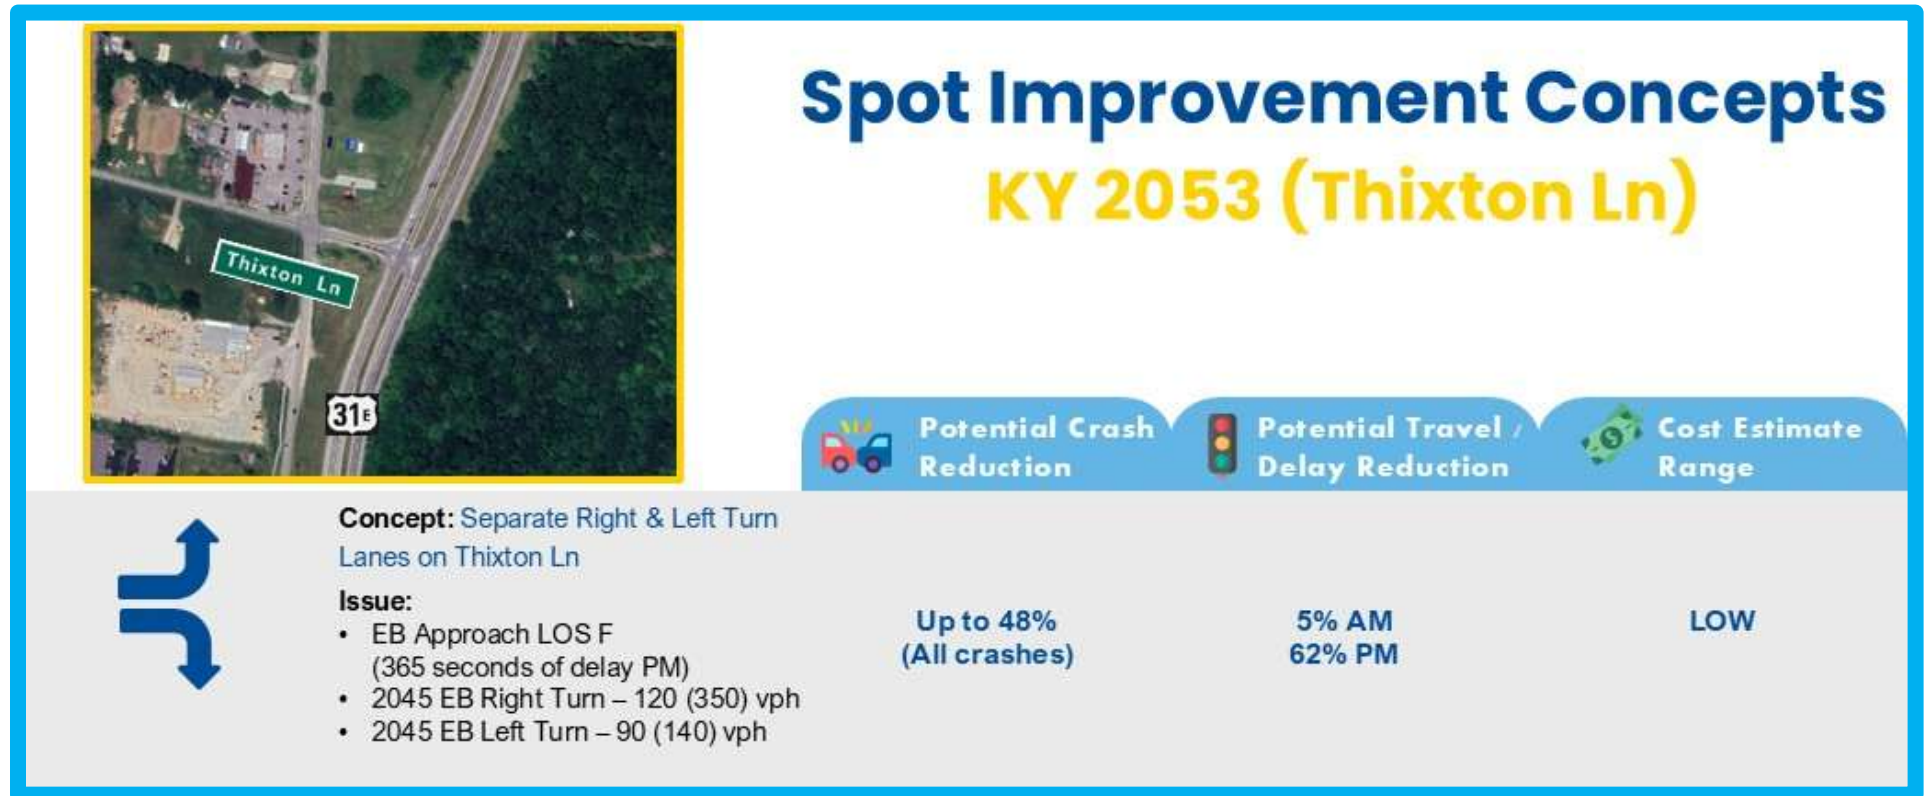 Spot Improvement Concepts
KY 2053 (Thixton Ln)
Thixton Ln
31E
Potential Crash
Reduction
Potential Travel /
Delay Reduction
Cost Estimate
Range
Concept: Separate Right & Left Turn
Lanes on Thixton Ln
Issue:
• EB Approach LOS F
(365 seconds of delay PM)
• 2045 EB Right Turn – 120 (350) vph
• 2045 EB Left Turn – 90 (140) vph
Up to 48%
(All crashes)
5% AM
62% PM
LOW